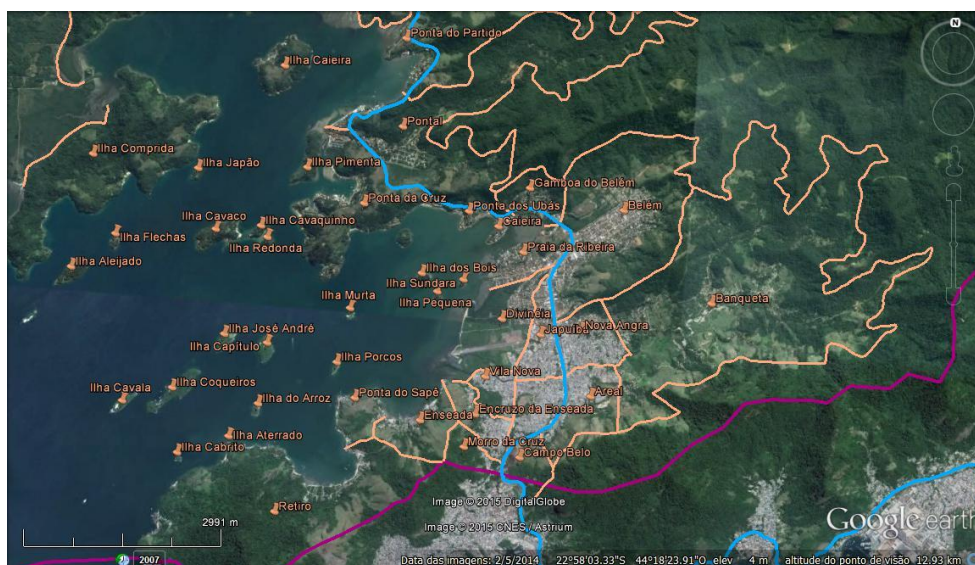 N
Ponta do Partido
Ilha Caieira
Pontal
Ilha Comprida
Ilha Japão
Ilha Pimenta
Gamboa do Belém
Ponta da Cruz
Ponta dos Ubás
Belém
Caieira
Ilha Cavaco
Ilha Cavaquinho
Ilha Flechas
Ilha Redonda
Praia da Ribeira
Ilha Aleijado
Ilha dos Bois
Ilha Sundara
Ilha Murta
Ilha Pequena
Banqueta
Divinéia
Ilha José André
Japuíba
Nova Angra
Ilha Capítulo
Ilha Porcos
Vila Nova
Ilha Cavala
Ilha Coqueiros
Ponta do Sapê
Areal
Ilha do Arroz
Enseada
Encruzo da Enseada
Ilha Aterrado
Ilha Cabrito
Morro da Cruz
Campo Belo
Retiro
Image © 2015 DigitalGlobe
2991 m
Image © 2015 CNES / Astrium
Google earth
2007
Data das imagens: 2/5/2014 22°58'03.33"S 44°18'23.91"O elev 4 m altitude do ponto de visão 12.93 km